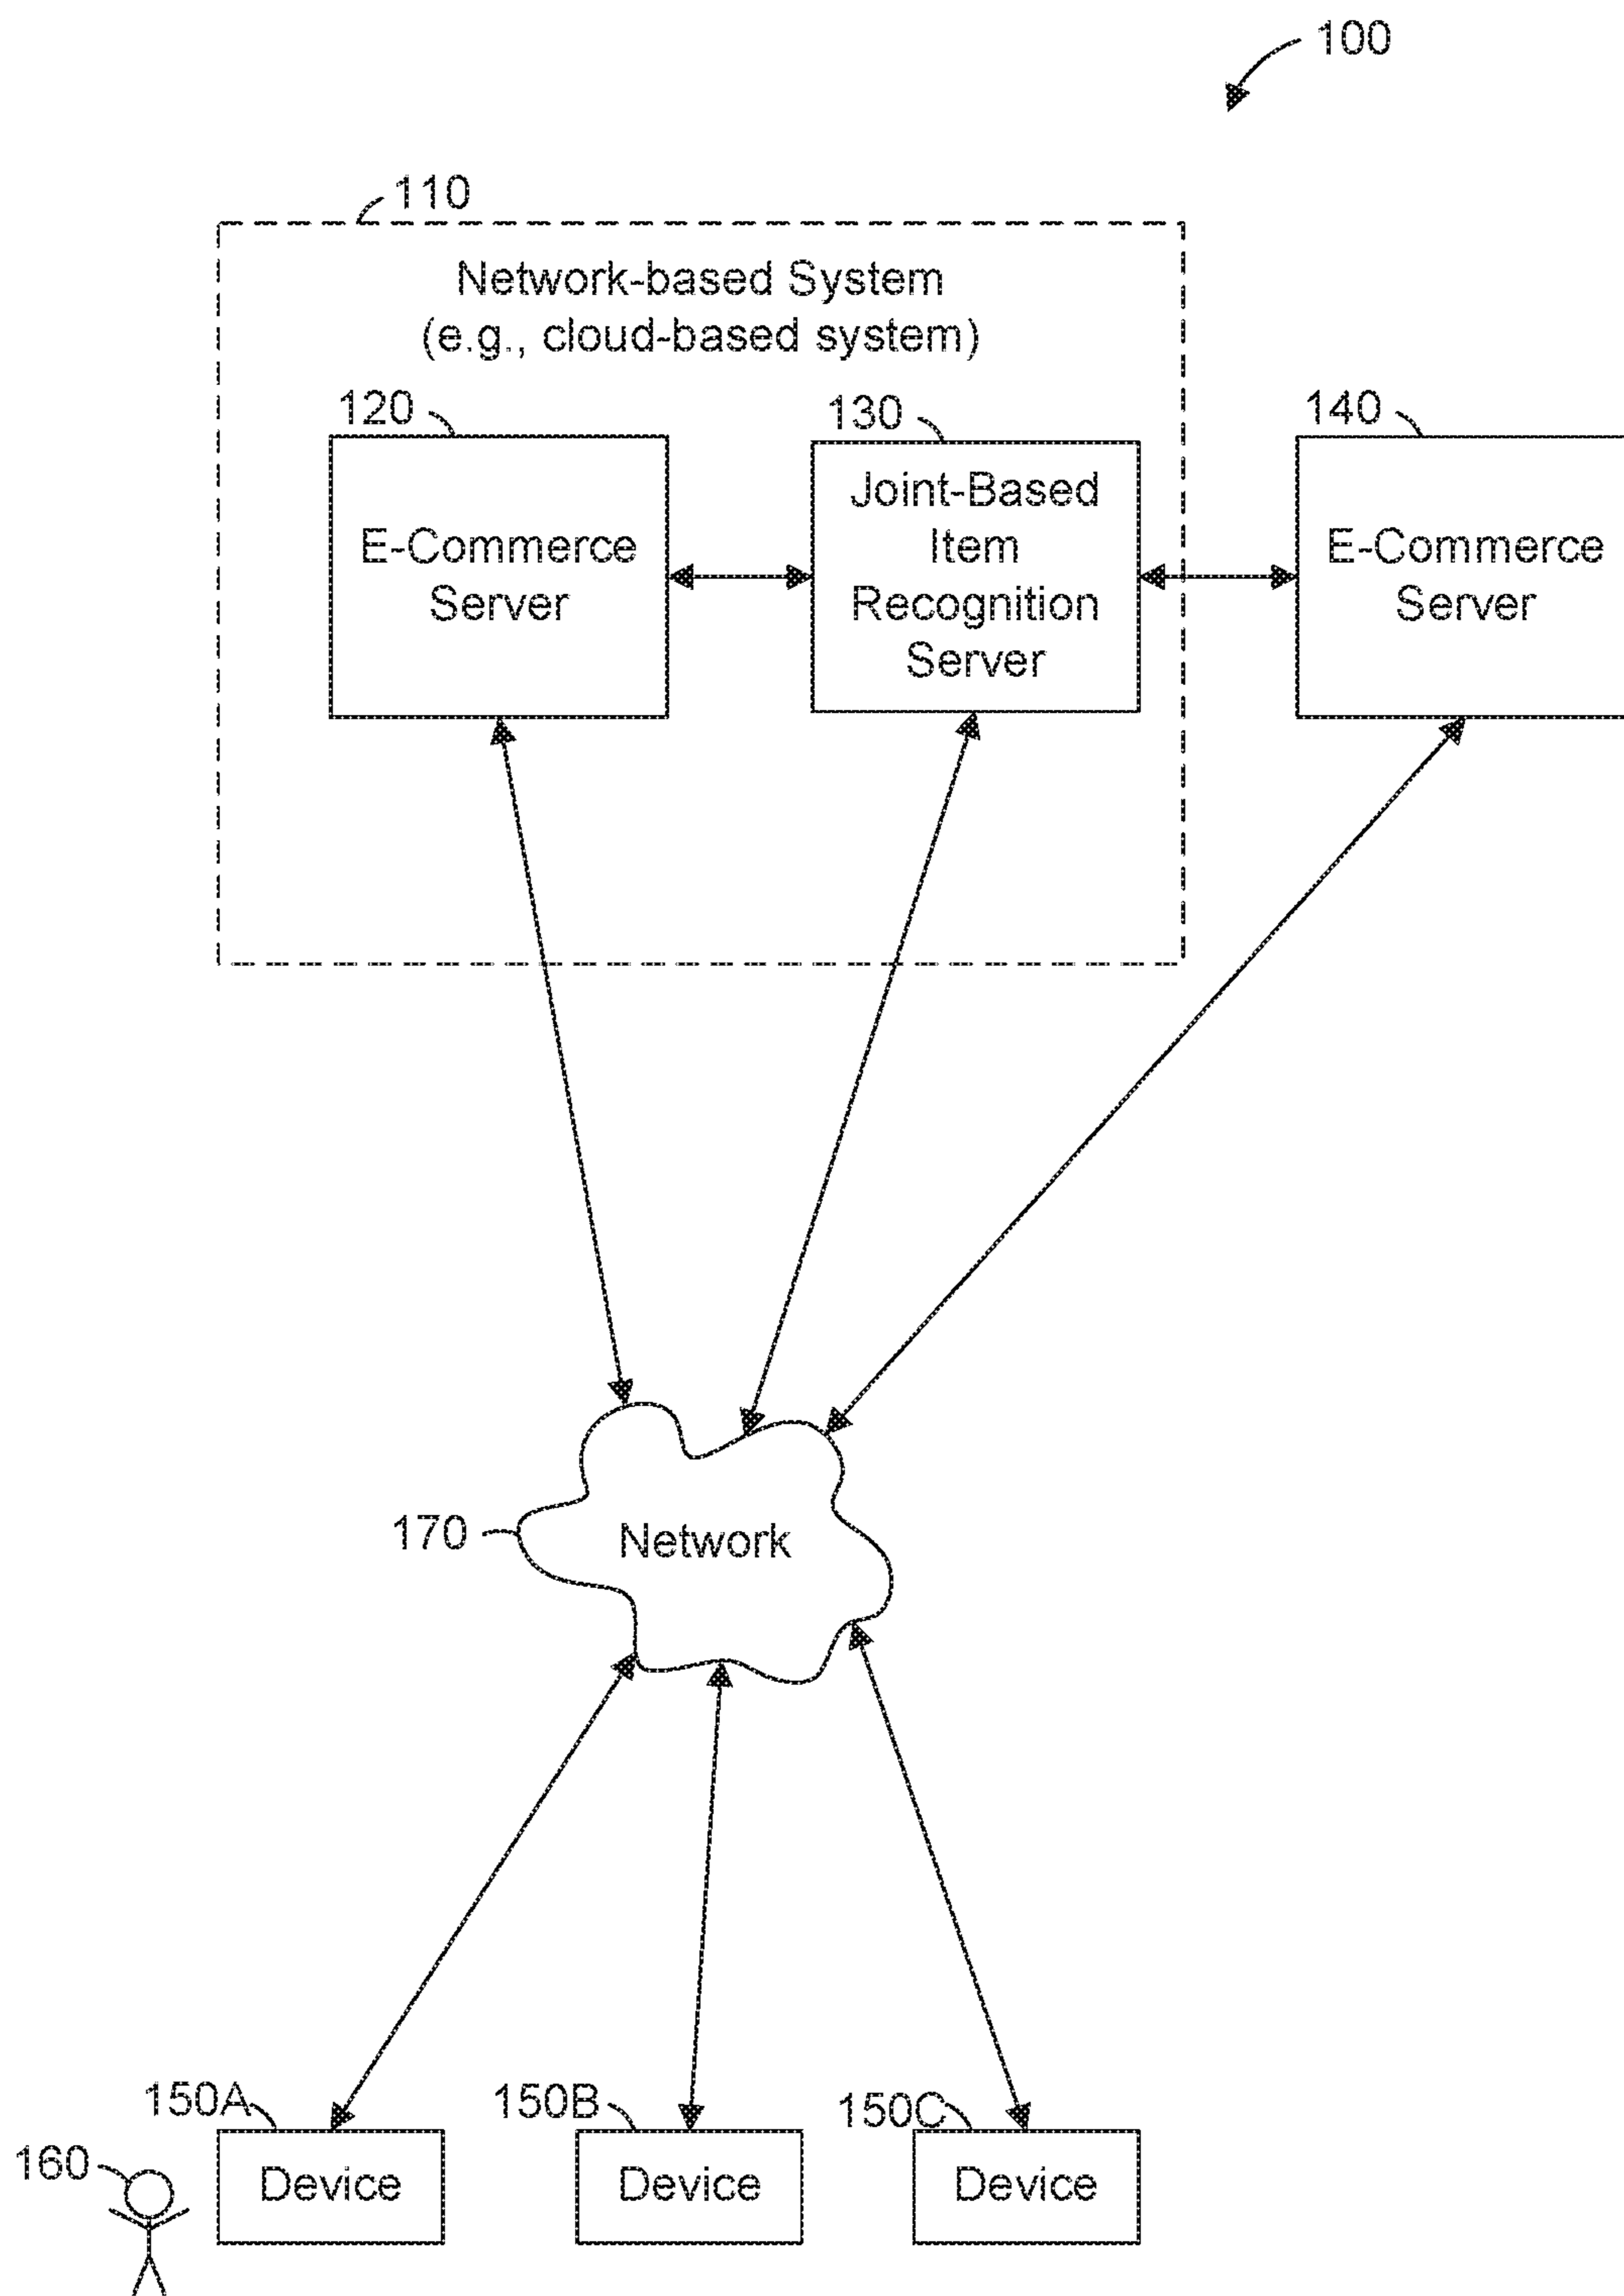 100
110
Network-based System
(e.g., cloud-based system)
120
130
140
E-Commerce
Server
Joint-Based
Item
Recognition
Server
E-Commerce
Server
170
Network
150A
150B
150C
160
Device
Device
Device